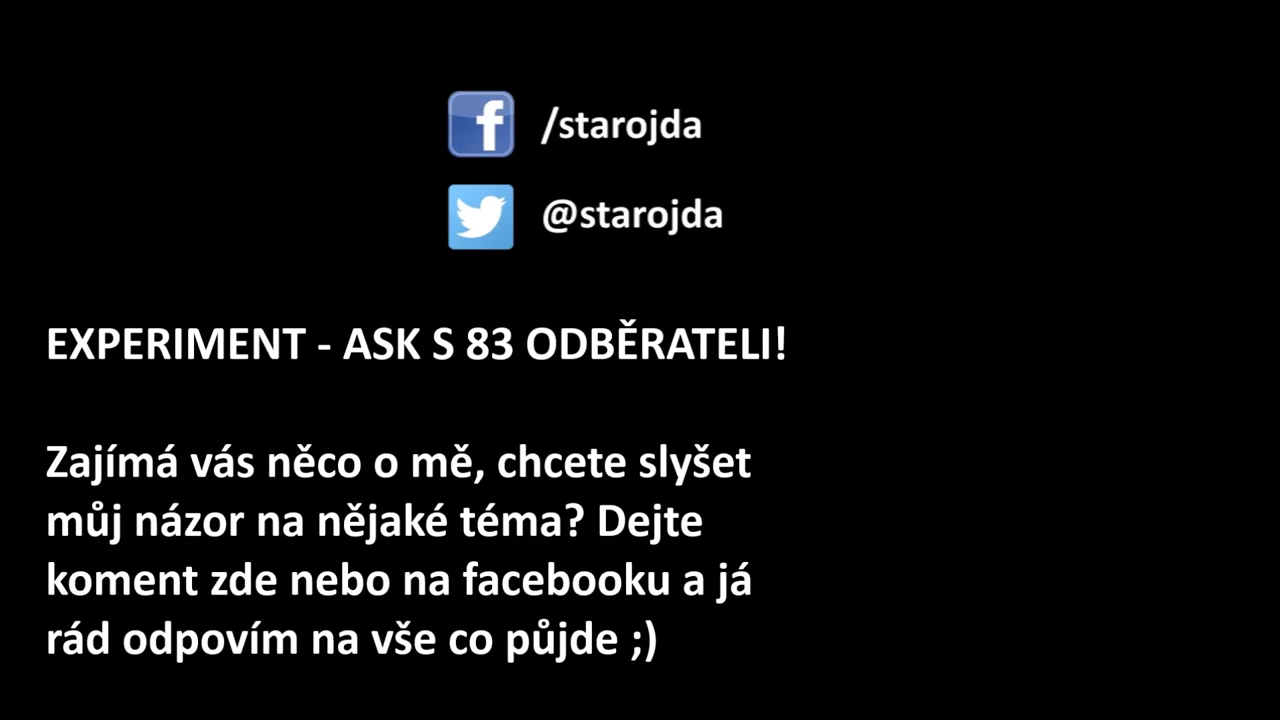 f /starojda
@starojda
EXPERIMENT - ASK S 83 ODBĚRATELI!
Zajímá vás něco o mě, chcete slyšet
můj názor na nějaké téma? Dejte
koment zde nebo na facebooku a já
rád odpovím na vše co půjde ;)